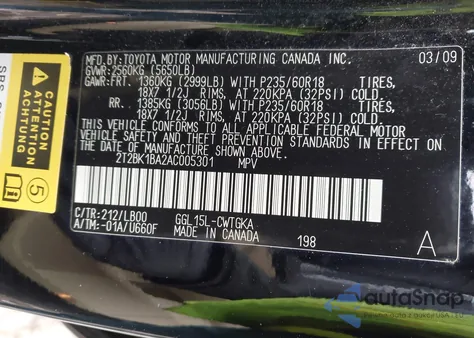 MFD. BY:TOYOTA MOTOR MANUFACTURING CANADA INC. 03/09
GVWR:2560KG (5650LB)
GAWR:FRT. 1360KG (2999LB) WITH P235/60R18 TIRES,
18X7 1/2J RIMS, AT 220KPA (32PSI) COLD.
RR. 1385KG (3056LB) WITH P235/60R18 TIRES,
18X7 1/2J RIMS, AT 220KPA (32PSI) COLD.
THIS VEHICLE CONFORMS TO ALL APPLICABLE FEDERAL MOTOR
VEHICLE SAFETY AND THEFT PREVENTION STANDARDS IN EFFECT ON
THE DATE OF MANUFACTURE SHOWN ABOVE.
2T2BK1BA2AC005301 MPV
C/TR:212/LB00 GGL15L-CWTGKA
A/TM:-01A/U660F MADE IN CANADA 198 A
5
autoSnap